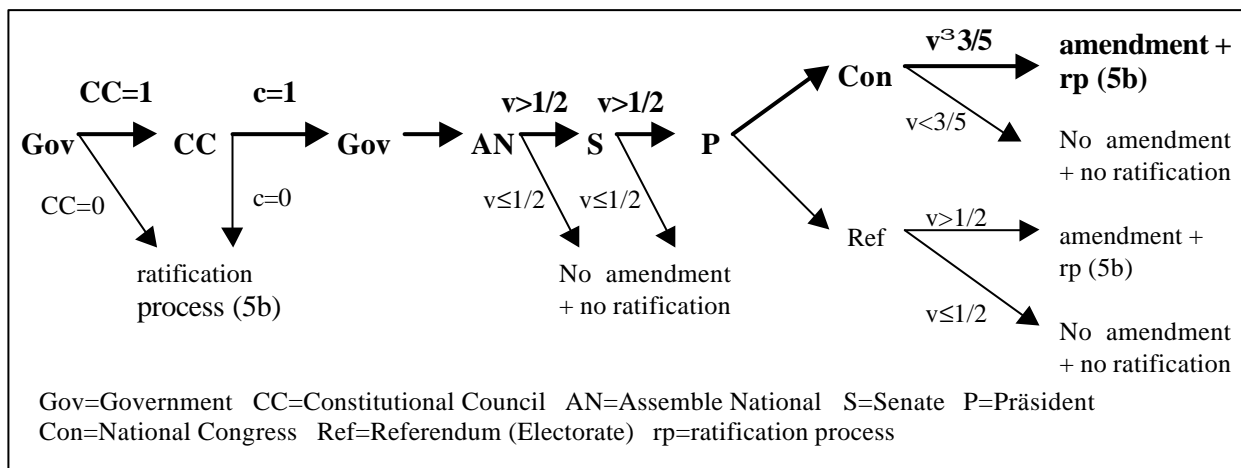 v³3/5
amendment +
rp (5b)
Con
CC=1
c=1
v>1/2
v>1/2
v<3/5
No amendment
+ no ratification
Gov
CC
Gov
AN
S
P
CC=0
c=0
v≤1/2
v≤1/2
Ref
v>1/2
amendment +
rp (5b)
ratification
process (5b)
No amendment
+ no ratification
v≤1/2
No amendment
+ no ratification
Gov=Government CC=Constitutional Council AN=Assemble National S=Senate P=Präsident
Con=National Congress Ref=Referendum (Electorate) rp=ratification process